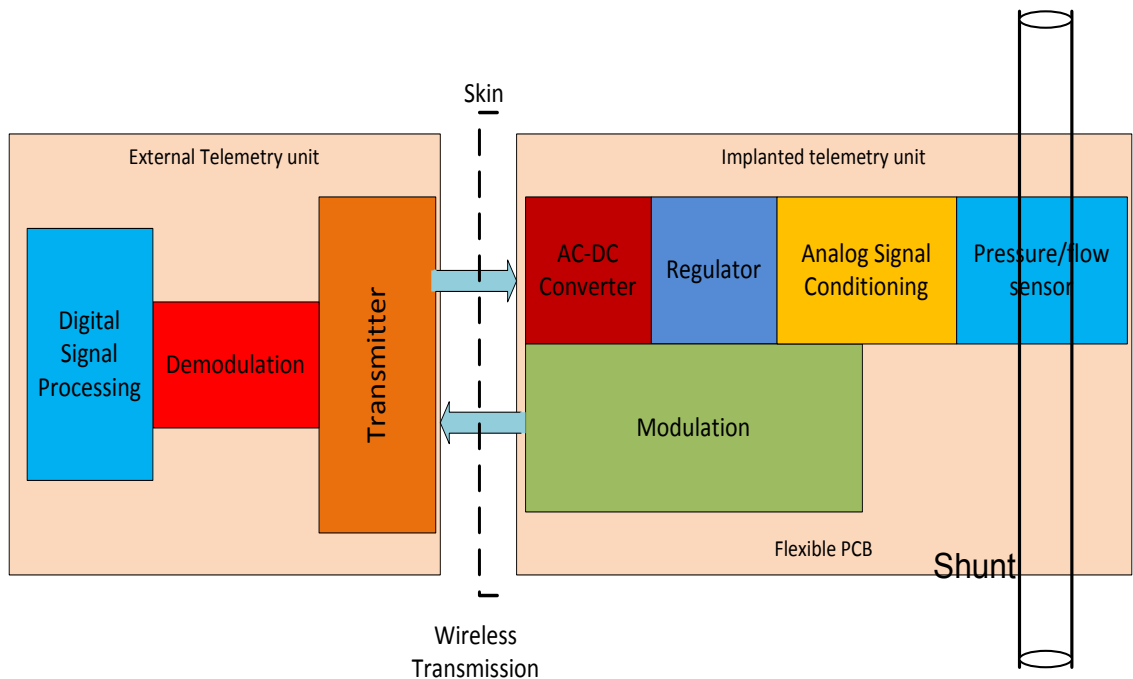 Skin
External Telemetry unit
Implanted telemetry unit
Digital
Signal
Processing
Demodulation
Transmitter
AC-DC
Converter
Regulator
Analog Signal
Conditioning
Pressure/flow
sensor
Modulation
Flexible PCB
Shunt
Wireless
Transmission